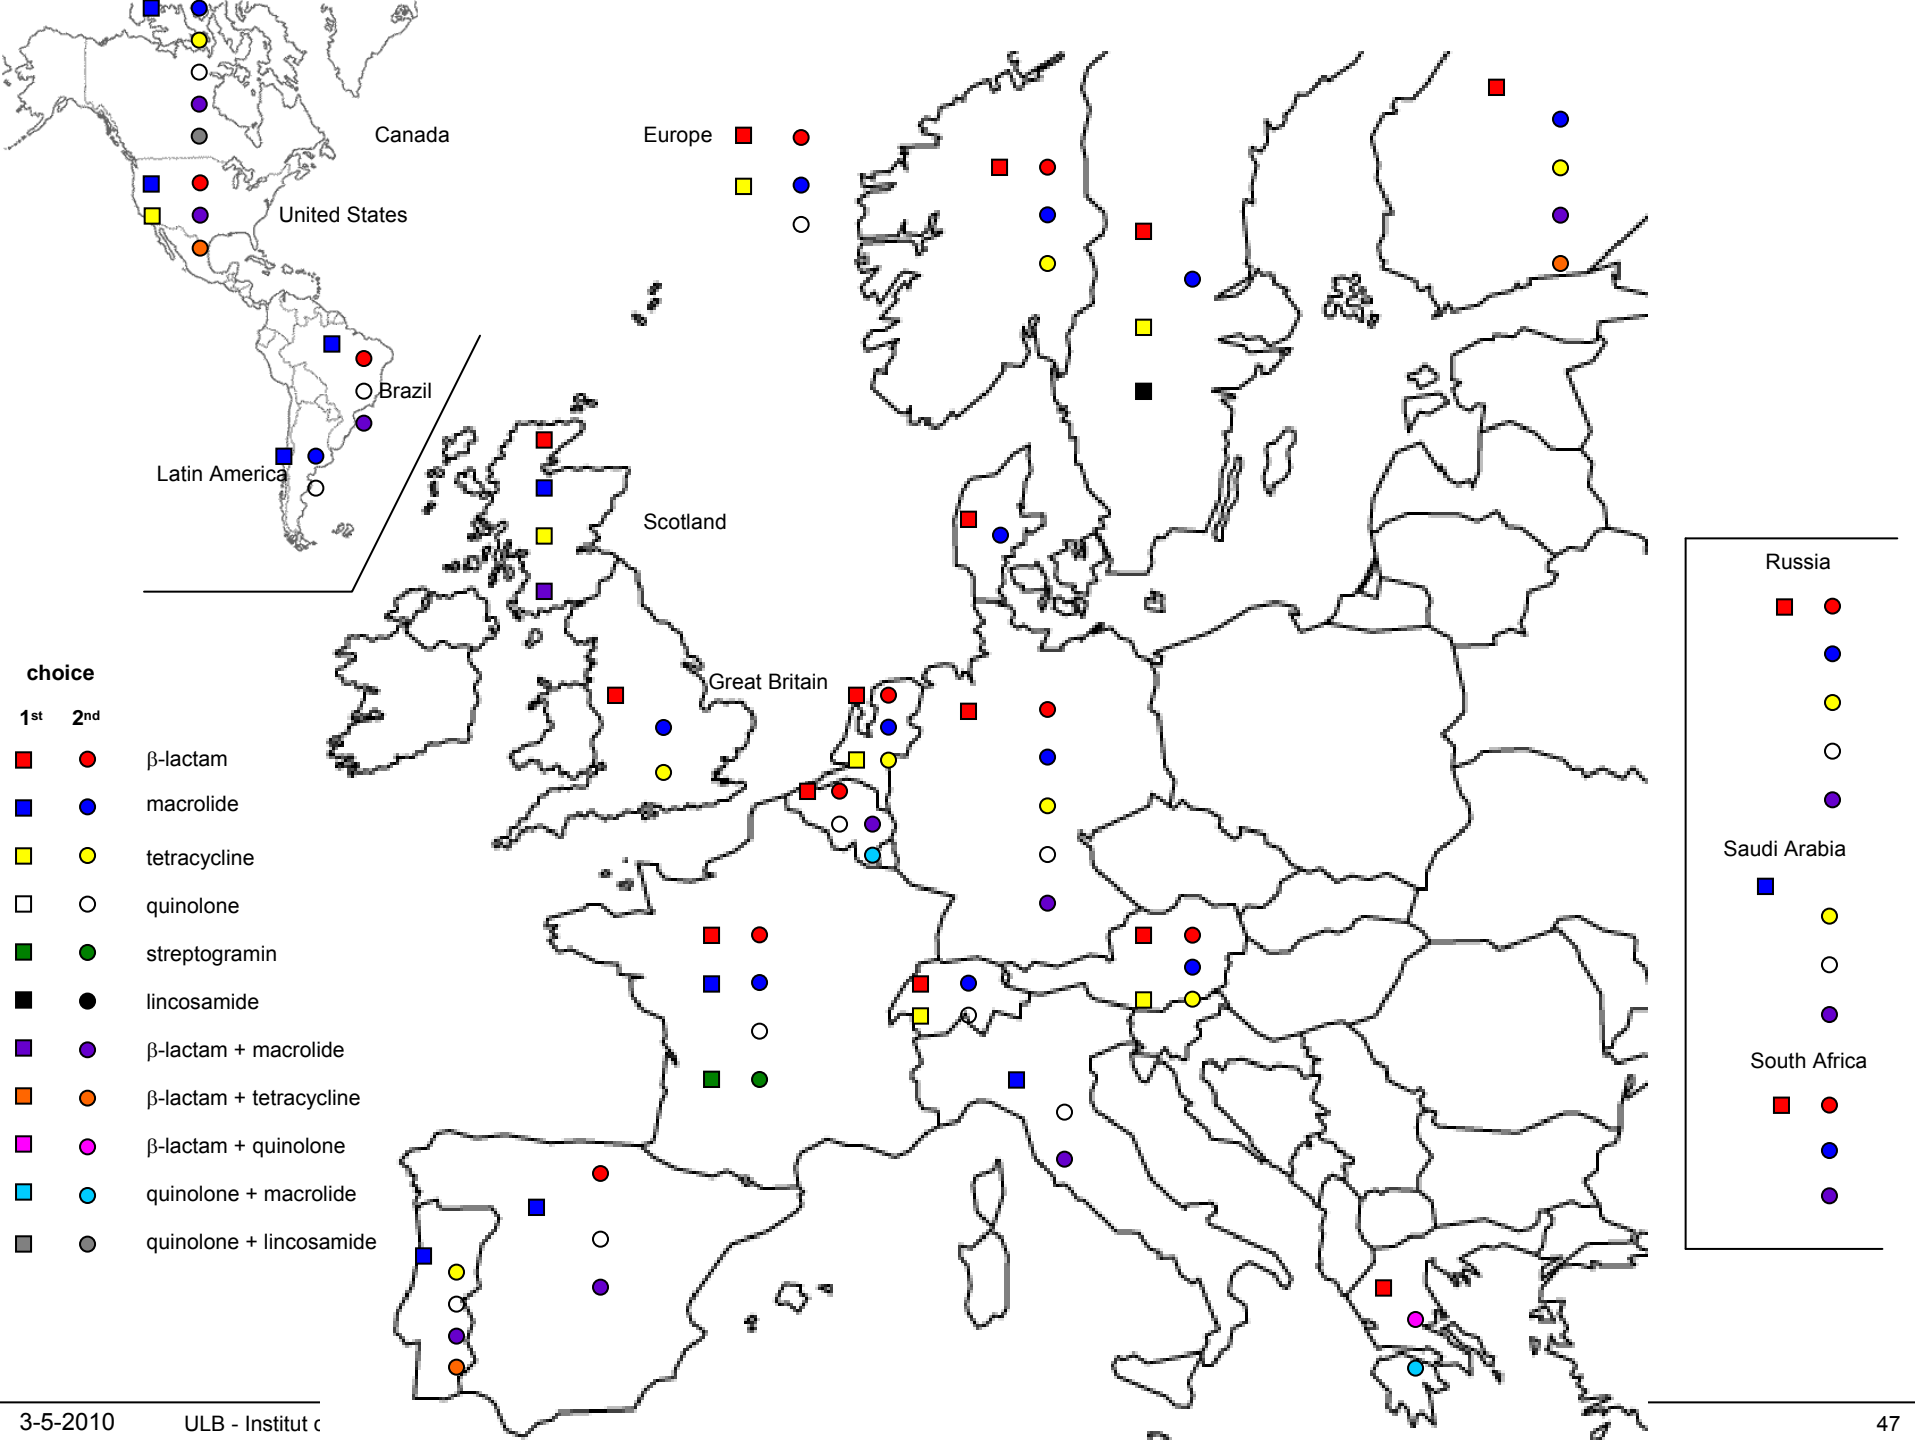 Canada
Europe
United States
Brazil
Latin America
Scotland
Great Britain
Russia
Saudi Arabia
South Africa
choice
1st 2nd
β-lactam
macrolide
tetracycline
quinolone
streptogramin
lincosamide
β-lactam + macrolide
β-lactam + tetracycline
β-lactam + quinolone
quinolone + macrolide
quinolone + lincosamide
3-5-2010 ULB - Institut 47